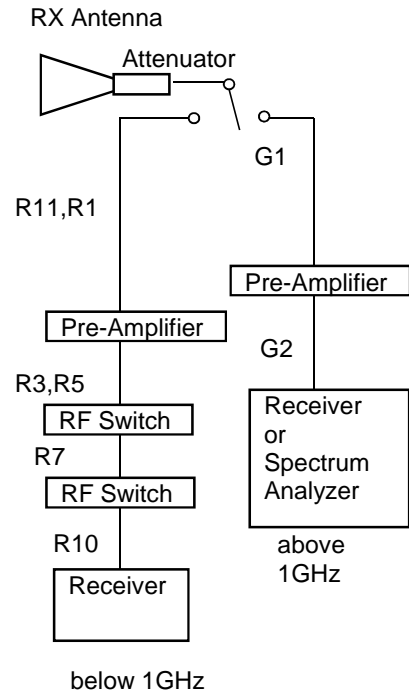 RX Antenna
Attenuator
G1
R11,R1
Pre-Amplifier
Pre-Amplifier
G2
R3,R5
RF Switch
R7
RF Switch
R10
Receiver
Receiver
or
Spectrum
Analyzer
above
1GHz
below 1GHz